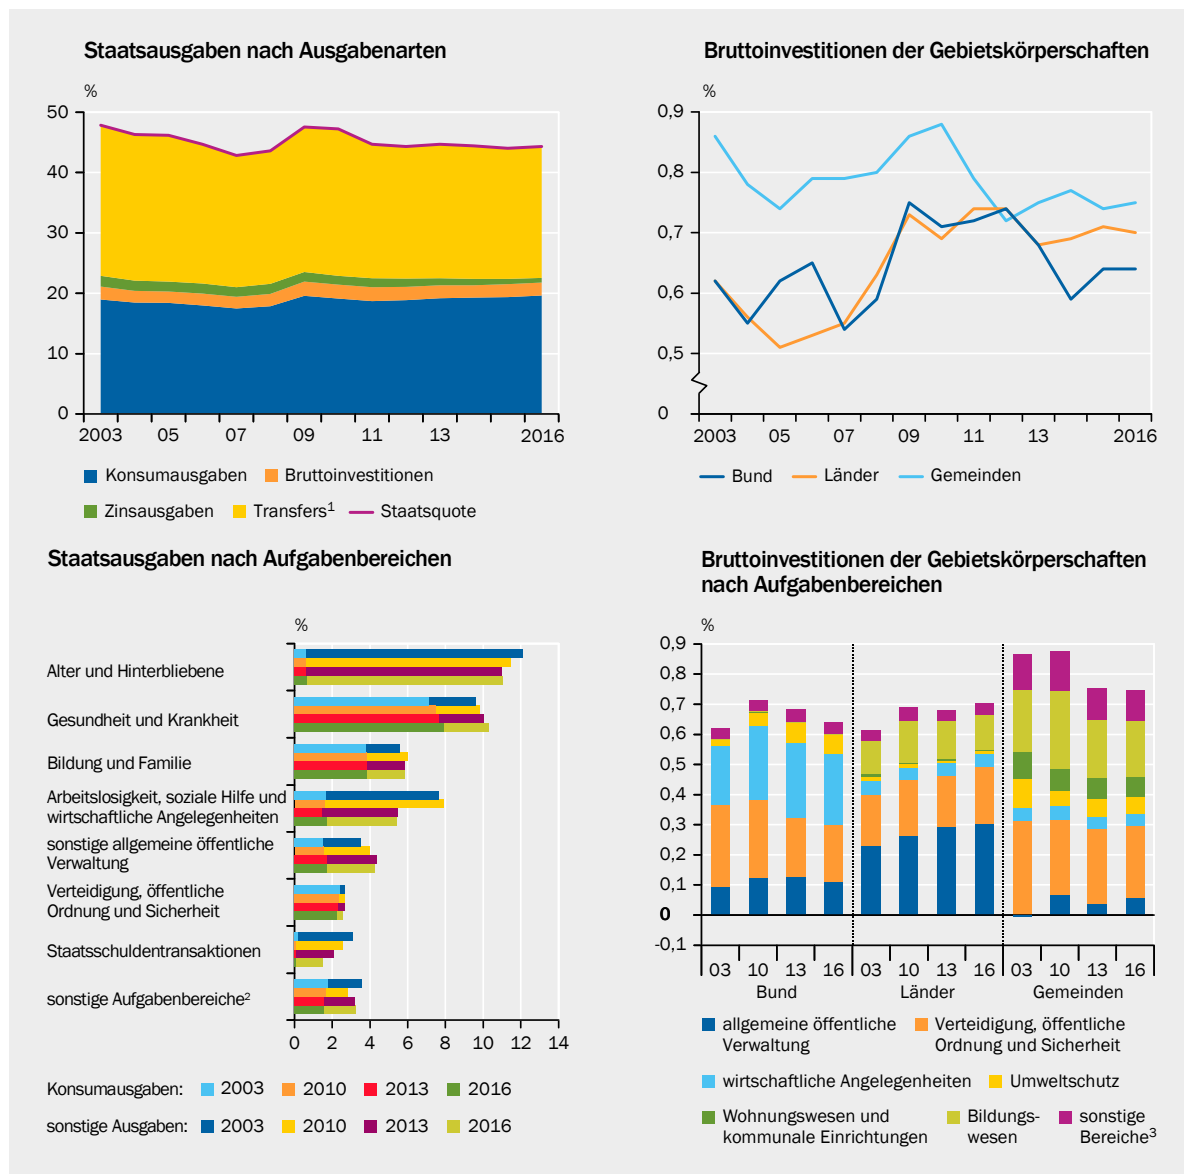 Staatsausgaben nach Ausgabenarten
%
50
40
30
20
10
0
2003 05 07 09 11 13 2016
Konsumausgaben Bruttoinvestitionen
Zinsausgaben Transfers¹ Staatsquote
Bruttoinvestitionen der Gebietskörperschaften
%
0,9
0,8
0,7
0,6
0,5
0
2003 05 07 09 11 13 2016
Bund Länder Gemeinden
Staatsausgaben nach Aufgabenbereichen
%
Alter und Hinterbliebene
Gesundheit und Krankheit
Bildung und Familie
Arbeitslosigkeit, soziale Hilfe und
wirtschaftliche Angelegenheiten
sonstige allgemeine öffentliche
Verwaltung
Verteidigung, öffentliche
Ordnung und Sicherheit
Staatsschuldentransaktionen
sonstige Aufgabenbereiche²
0 2 4 6 8 10 12 14
Konsumausgaben: 2003 2010 2013 2016
sonstige Ausgaben: 2003 2010 2013 2016
Bruttoinvestitionen der Gebietskörperschaften
nach Aufgabenbereichen
%
0,9
0,8
0,7
0,6
0,5
0,4
0,3
0,2
0,1
0
-0,1
03 10 13 16 03 10 13 16 03 10 13 16
Bund Länder Gemeinden
allgemeine öffentliche
Verwaltung
Verteidigung, öffentliche
Ordnung und Sicherheit
wirtschaftliche Angelegenheiten Umweltschutz
Wohnungswesen und
kommunale Einrichtungen
Bildungs-
wesen
sonstige
Bereiche³